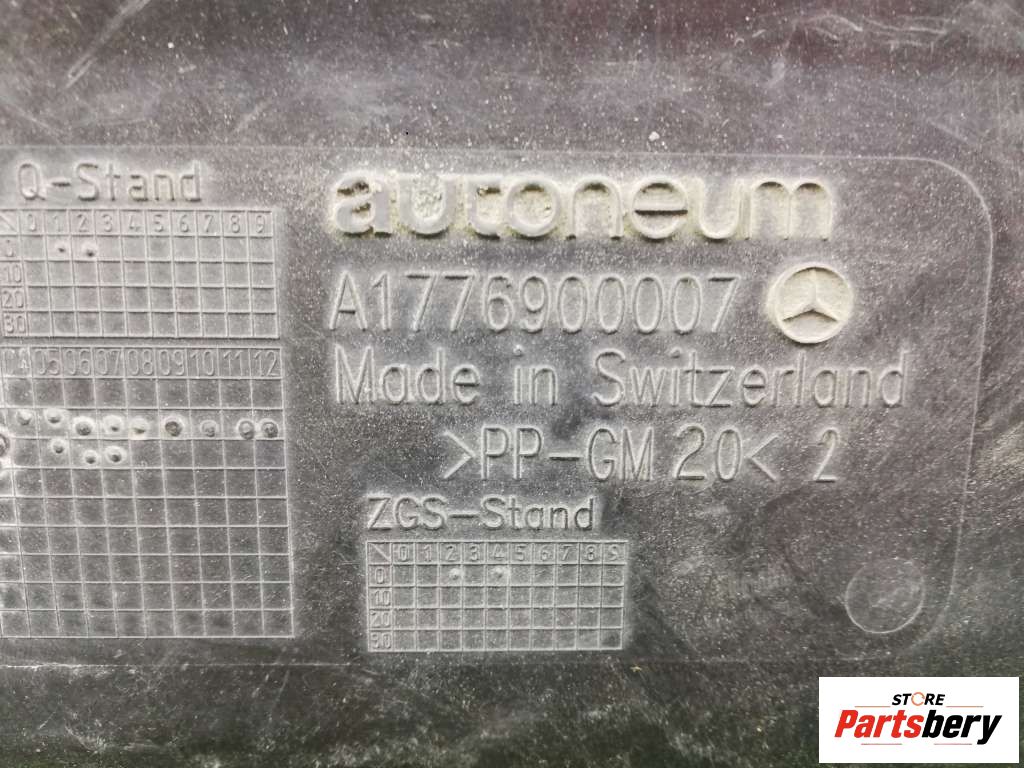 Q-Stand
0 1 2 3 4 5 6 7 8 9
0
10
20
30
04 05 06 07 08 09 10 11 12
autoneum
A1776900007
Made in Switzerland
>PP-GM 20< 2
ZGS-Stand
0 1 2 3 4 5 6 7 8 9
0
10
20
30
STORE
Partsbery